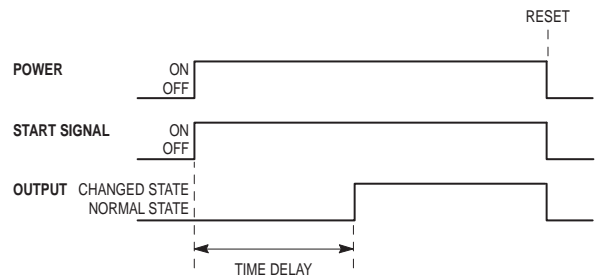 RESET
POWER ON
OFF
START SIGNAL ON
OFF
OUTPUT CHANGED STATE
NORMAL STATE
TIME DELAY